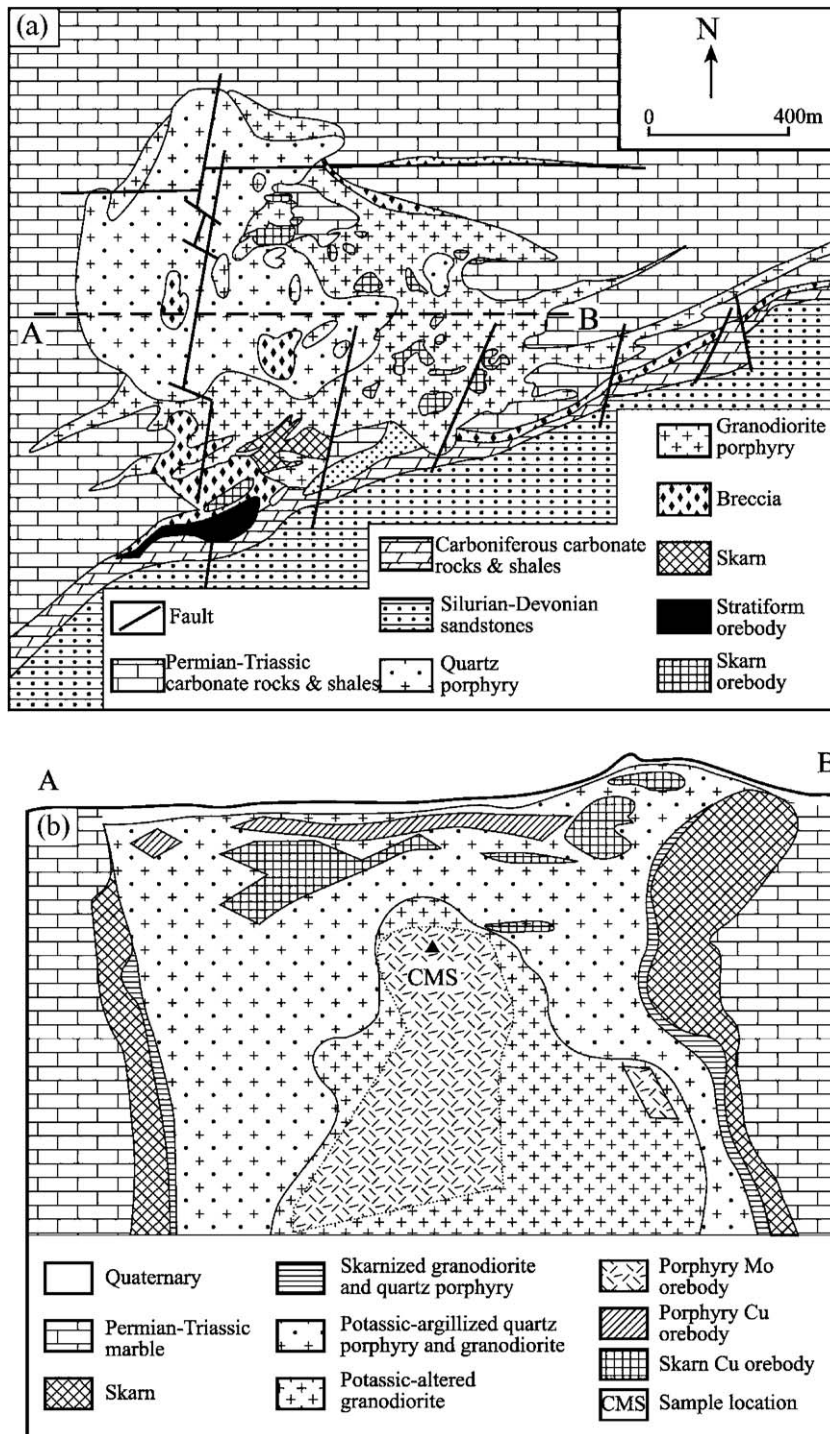 (a)
N
0 400m
A B
Granodiorite
porphyry
Breccia
Carboniferous carbonate
rocks & shales
Skarn
Fault
Silurian-Devonian
sandstones
Stratiform
orebody
Permian-Triassic
carbonate rocks & shales
Quartz
porphyry
Skarn
orebody
A B
(b)
CMS
Quaternary
Skarnized granodiorite
and quartz porphyry
Porphyry Mo
orebody
Permian-Triassic
marble
Potassic-argillized quartz
porphyry and granodiorite
Porphyry Cu
orebody
Skarn Cu orebody
Skarn
Potassic-altered
granodiorite
CMS Sample location